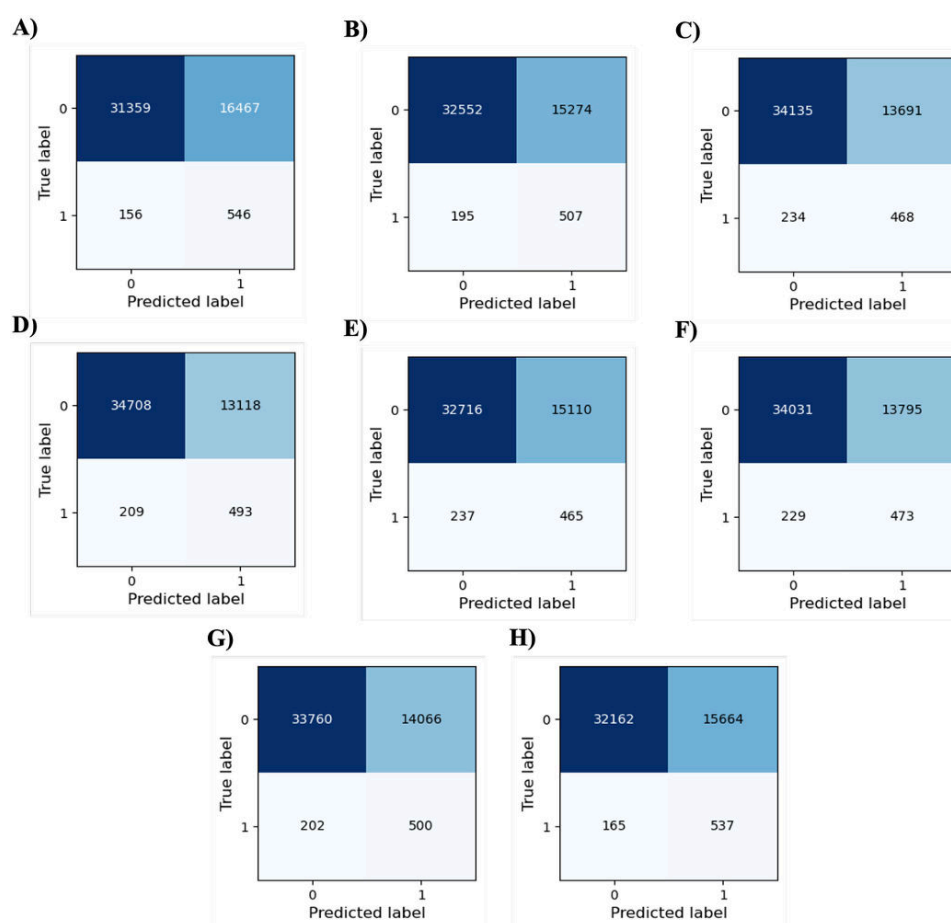 A)
B)
C)
True label
0
31359
16467
1
156
546
0
1
Predicted label
True label
0
32552
15274
1
195
507
0
1
Predicted label
True label
0
34135
13691
1
234
468
0
1
Predicted label
D)
E)
F)
True label
0
34708
13118
1
209
493
0
1
Predicted label
True label
0
32716
15110
1
237
465
0
1
Predicted label
True label
0
34031
13795
1
229
473
0
1
Predicted label
G)
H)
True label
0
33760
14066
1
202
500
0
1
Predicted label
True label
0
32162
15664
1
165
537
0
1
Predicted label